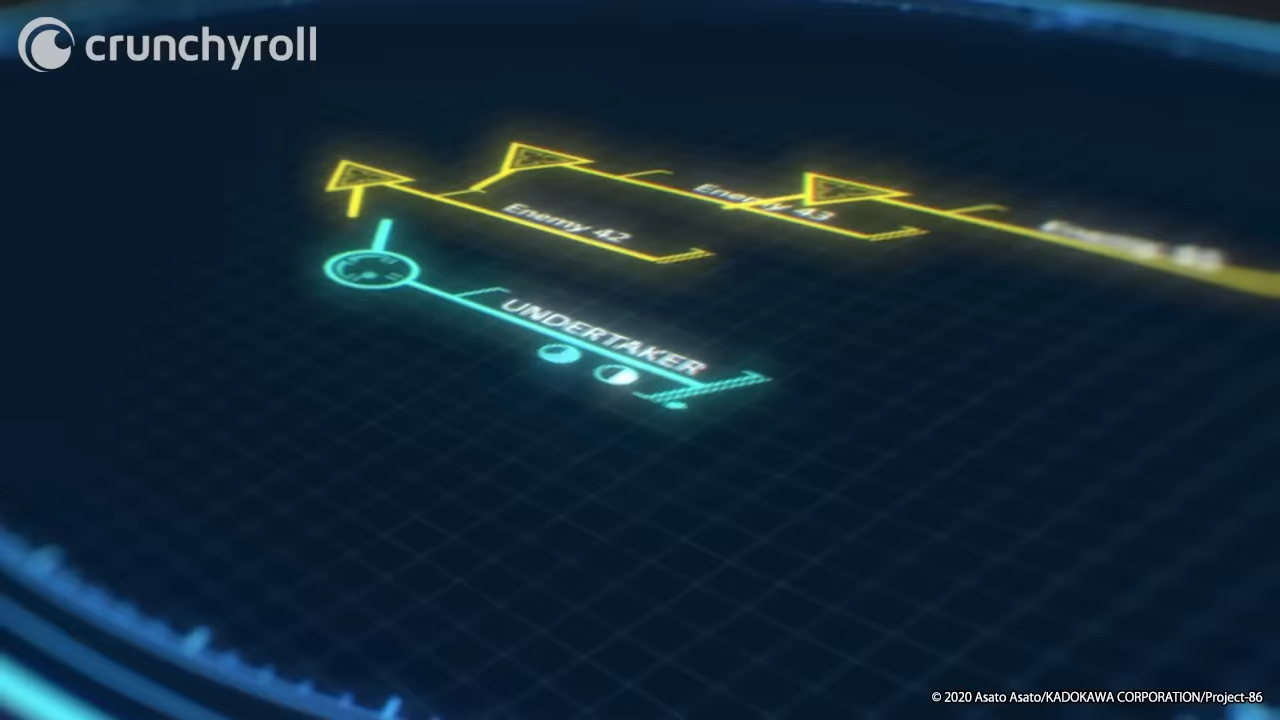 crunchyroll
Enemy 43
Enemy 42
UNDERTAKER
© 2020 Asato Asato/KADOKAWA CORPORATION/Project-86